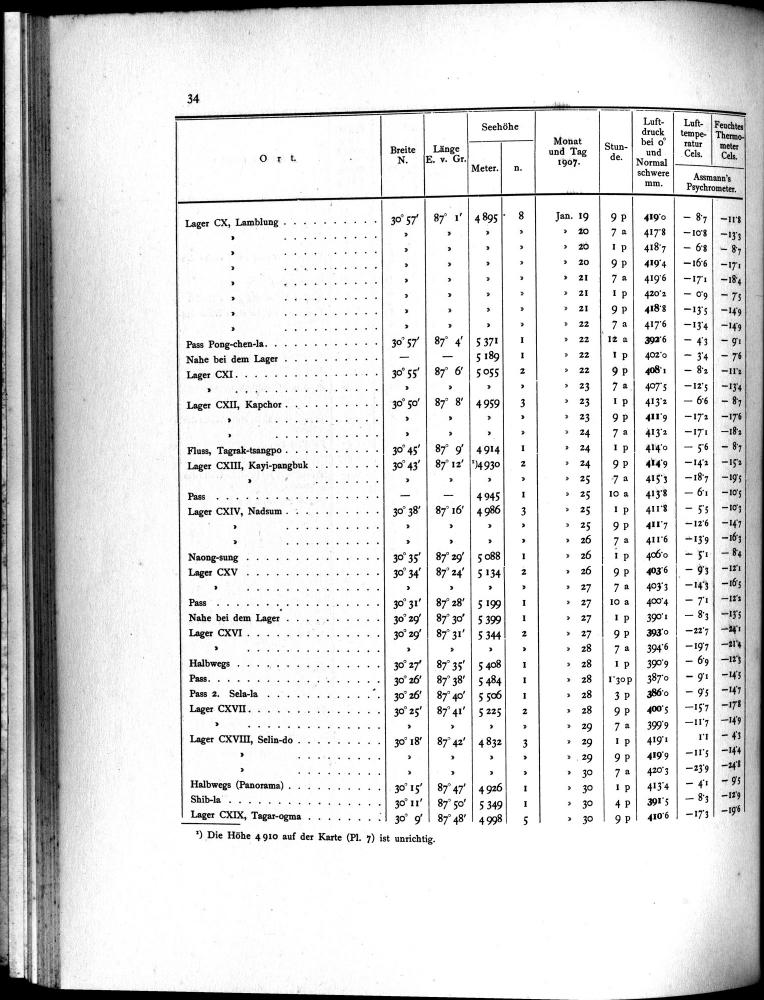 34
Ort. Breite N. Länge E. v. Gr. Seehöhe Meter. n. Monat und Tag 1907. Stunde. Luftdruck bei 0° und Normalschwere mm. Lufttemperatur Cels. Feuchtes Thermometer Cels. Assmann's Psychrometer.
Lager CX, Lamblung . . . . . . . . . . 30° 57′ 87° 1′ 4 895 8 Jan. 19 9 p 419·0 − 8·7 −11·8
» . . . . . . . . . . » » » » » 20 7 a 417·8 −10·8 −13·3
» . . . . . . . . . . » » » » » 20 1 p 418·7 − 6·8 − 8·7
» . . . . . . . . . . » » » » » 20 9 p 419·4 −16·6 −17·1
» . . . . . . . . . . » » » » » 21 7 a 419·6 −17·1 −18·4
» . . . . . . . . . . » » » » » 21 1 p 420·2 − 0·9 − 7·5
» . . . . . . . . . . » » » » » 21 9 p 418·8 −13·5 −14·9
» . . . . . . . . . . » » » » » 22 7 a 417·6 −13·4 −14·9
Pass Pong-chen-la. . . . . . . . . . . . 30° 57′ 87° 4′ 5 371 1 » 22 12 a 392·6 − 4·3 − 9·1
Nahe bei dem Lager . . . . . . . . . . — — 5 189 1 » 22 1 p 402·0 − 3·4 − 7·6
Lager CXI. . . . . . . . . . . . . . . 30° 55′ 87° 6′ 5 055 2 » 22 9 p 408·1 − 8·2 −11·2
» . . . . . . . . . . . . . . » » » » » 23 7 a 407·5 −12·5 −13·4
Lager CXII, Kapchor . . . . . . . . . . 30° 50′ 87° 8′ 4 959 3 » 23 1 p 413·2 − 6·6 − 8·7
» . . . . . . . . . . » » » » » 23 9 p 411·9 −17·2 −17·6
» . . . . . . . . . . » » » » » 24 7 a 413·2 −17·1 −18·2
Fluss, Tagrak-tsangpo . . . . . . . . . . 30° 45′ 87° 9′ 4 914 1 » 24 1 p 414·0 − 5·6 − 8·7
Lager CXIII, Kayi-pangbuk . . . . . . . 30° 43′ 87° 12′ ¹)4 930 2 » 24 9 p 414·9 −14·2 −15·2
» . . . . . . . » » » » » 25 7 a 415·3 −18·7 −19·5
Pass . . . . . . . . . . . . . . . . . — — 4 945 1 » 25 10 a 413·8 − 6·1 −10·5
Lager CXIV, Nadsum . . . . . . . . . . 30° 38′ 87° 16′ 4 986 3 » 25 1 p 411·8 − 5·5 −10·3
» . . . . . . . . . . » » » » » 25 9 p 411·7 −12·6 −14·7
» . . . . . . . . . . » » » » » 26 7 a 411·6 −13·9 −16·3
Naong-sung . . . . . . . . . . . . . . 30° 35′ 87° 29′ 5 088 1 » 26 1 p 406·0 − 5·1 − 8·4
Lager CXV . . . . . . . . . . . . . . 30° 34′ 87° 24′ 5 134 2 » 26 9 p 403·6 − 9·3 −12·1
» . . . . . . . . . . . . . . » » » » » 27 7 a 403·3 −14·3 −16·5
Pass . . . . . . . . . . . . . . . . . 30° 31′ 87° 28′ 5 199 1 » 27 10 a 400·4 − 7·1 −12·2
Nahe bei dem Lager . . . . . . . . . . 30° 29′ 87° 30′ 5 399 1 » 27 1 p 390·1 − 8·3 −13·5
Lager CXVI . . . . . . . . . . . . . . 30° 29′ 87° 31′ 5 344 2 » 27 9 p 393·0 −22·7 −24·1
» . . . . . . . . . . . . . . » » » » » 28 7 a 394·6 −19·7 −21·4
Halbwegs . . . . . . . . . . . . . . . 30° 27′ 87° 35′ 5 408 1 » 28 1 p 390·9 − 6·9 −12·3
Pass. . . . . . . . . . . . . . . . . . 30° 26′ 87° 38′ 5 484 1 » 28 1·30 p 387·0 − 9·1 −14·5
Pass 2. Sela-la . . . . . . . . . . . . 30° 26′ 87° 40′ 5 506 1 » 28 3 p 386·0 − 9·5 −14·7
Lager CXVII. . . . . . . . . . . . . . 30° 25′ 87° 41′ 5 225 2 » 28 9 p 400·5 −15·7 −17·8
» . . . . . . . . . . . . . . » » » » » 29 7 a 399·9 −11·7 −14·9
Lager CXVIII, Selin-do . . . . . . . . . 30° 18′ 87° 42′ 4 832 3 » 29 1 p 419·1 1·1 − 4·3
» . . . . . . . . . » » » » » 29 9 p 419·9 −11·5 −14·4
» . . . . . . . . . » » » » » 30 7 a 420·3 −23·9 −24·8
Halbwegs (Panorama) . . . . . . . . . . 30° 15′ 87° 47′ 4 926 1 » 30 1 p 413·4 − 4·1 − 9·5
Shib-la . . . . . . . . . . . . . . . . 30° 11′ 87° 50′ 5 349 1 » 30 4 p 391·5 − 8·3 −12·9
Lager CXIX, Tagar-ogma . . . . . . . . 30° 9′ 87° 48′ 4 998 5 » 30 9 p 410·6 −17·3 −19·6
¹) Die Höhe 4 910 auf der Karte (Pl. 7) ist unrichtig.